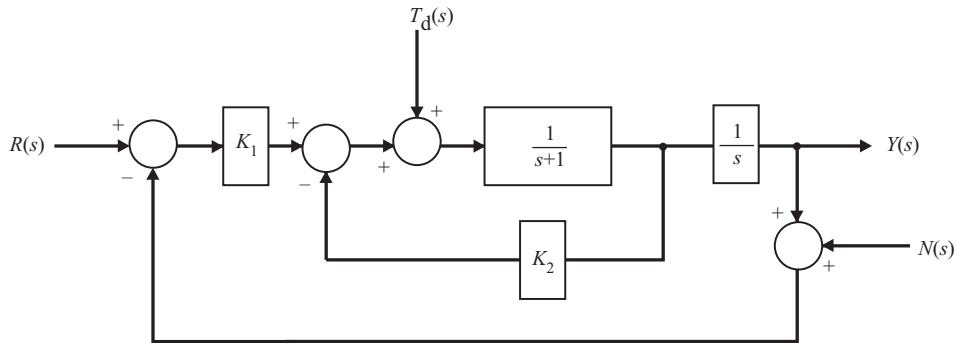 T_d(s)
+
+
+
1
1
R(s)
K_1
Y(s)
s+1
s
−
−
+
+
K_2
N(s)
+